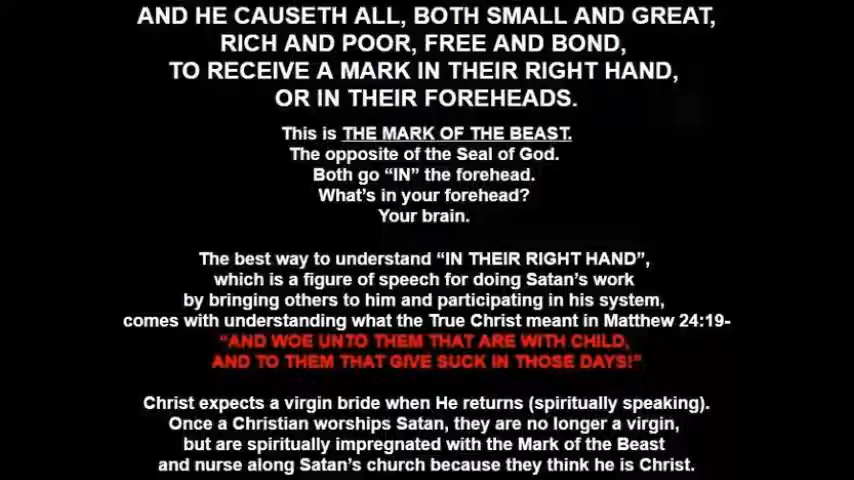 AND HE CAUSETH ALL, BOTH SMALL AND GREAT,
RICH AND POOR, FREE AND BOND,
TO RECEIVE A MARK IN THEIR RIGHT HAND,
OR IN THEIR FOREHEADS.
This is THE MARK OF THE BEAST.
The opposite of the Seal of God.
Both go “IN” the forehead.
What’s in your forehead?
Your brain.
The best way to understand “IN THEIR RIGHT HAND”,
which is a figure of speech for doing Satan’s work
by bringing others to him and participating in his system,
comes with understanding what the True Christ meant in Matthew 24:19-
“AND WOE UNTO THEM THAT ARE WITH CHILD,
AND TO THEM THAT GIVE SUCK IN THOSE DAYS!”
Christ expects a virgin bride when He returns (spiritually speaking).
Once a Christian worships Satan, they are no longer a virgin,
but are spiritually impregnated with the Mark of the Beast
and nurse along Satan’s church because they think he is Christ.